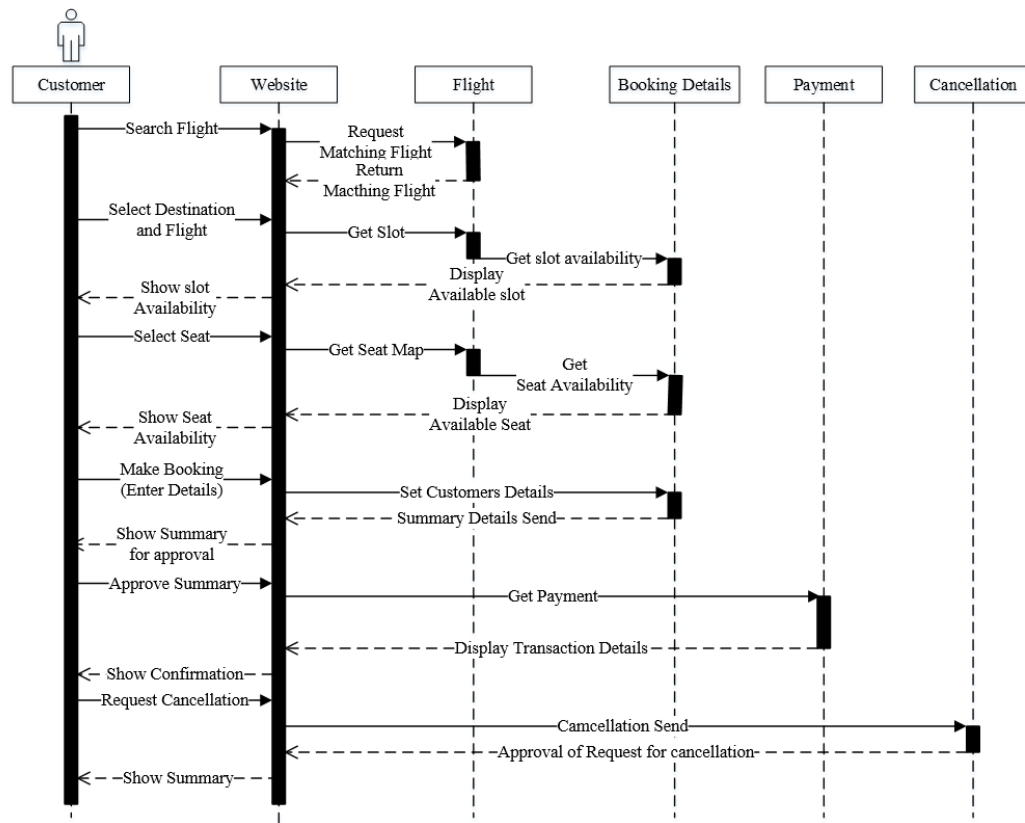 Customer
Website
Flight
Booking Details
Payment
Cancellation
Search Flight
Request
Matching Flight
Return
Macthing Flight
Select Destination
and Flight
Get Slot
Get slot availability
Display
Available slot
Show slot
Availability
Select Seat
Get Seat Map
Get
Seat Availability
Display
Available Seat
Show Seat
Availability
Make Booking
(Enter Details)
Set Customers Details
Summary Details Send
Show Summary
for approval
Approve Summary
Get Payment
Display Transaction Details
Show Confirmation
Request Cancellation
Camcellation Send
Approval of Request for cancellation
Show Summary